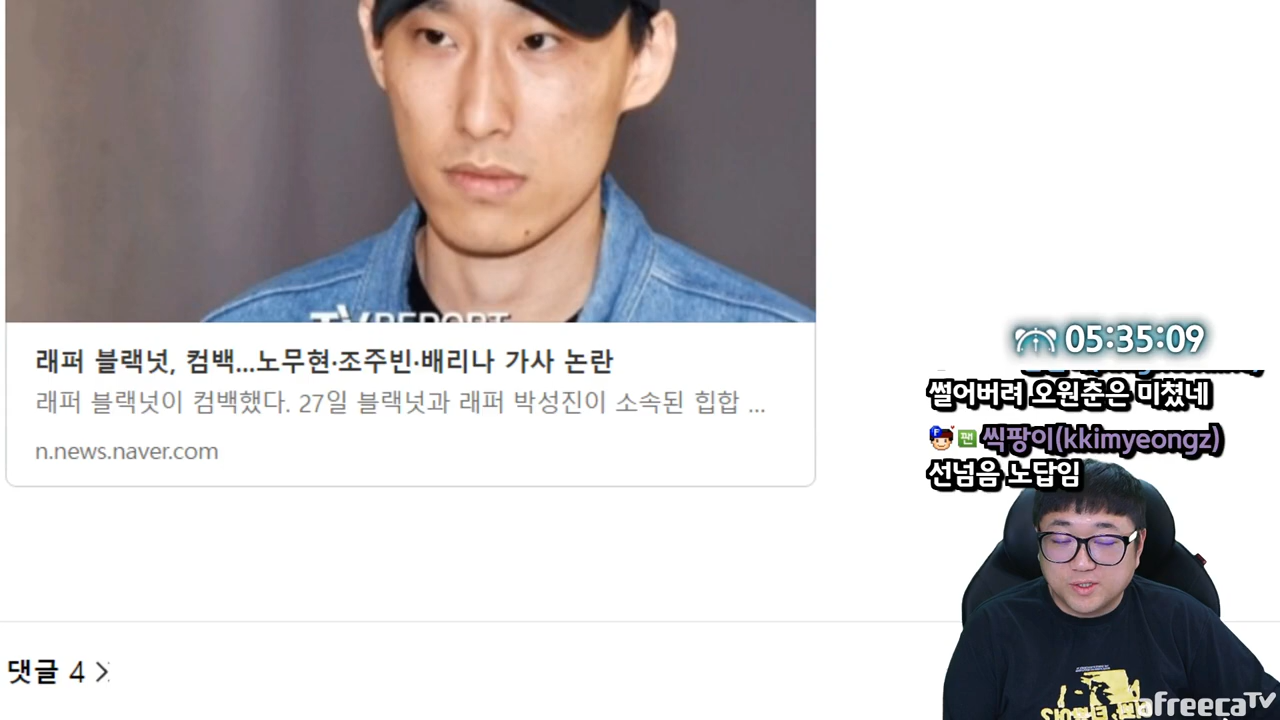 TV REPORT
래퍼 블랙넛, 컴백...노무현·조주빈·배리나 가사 논란
래퍼 블랙넛이 컴백했다. 27일 블랙넛과 래퍼 박성진이 소속된 힙합 ...
n.news.naver.com
댓글 4 >
05:35:09
썰어버려 오원춘은 미쳤네
팬 씩팡이(kkimyeongz)
선넘음 노답임
afreecaTV